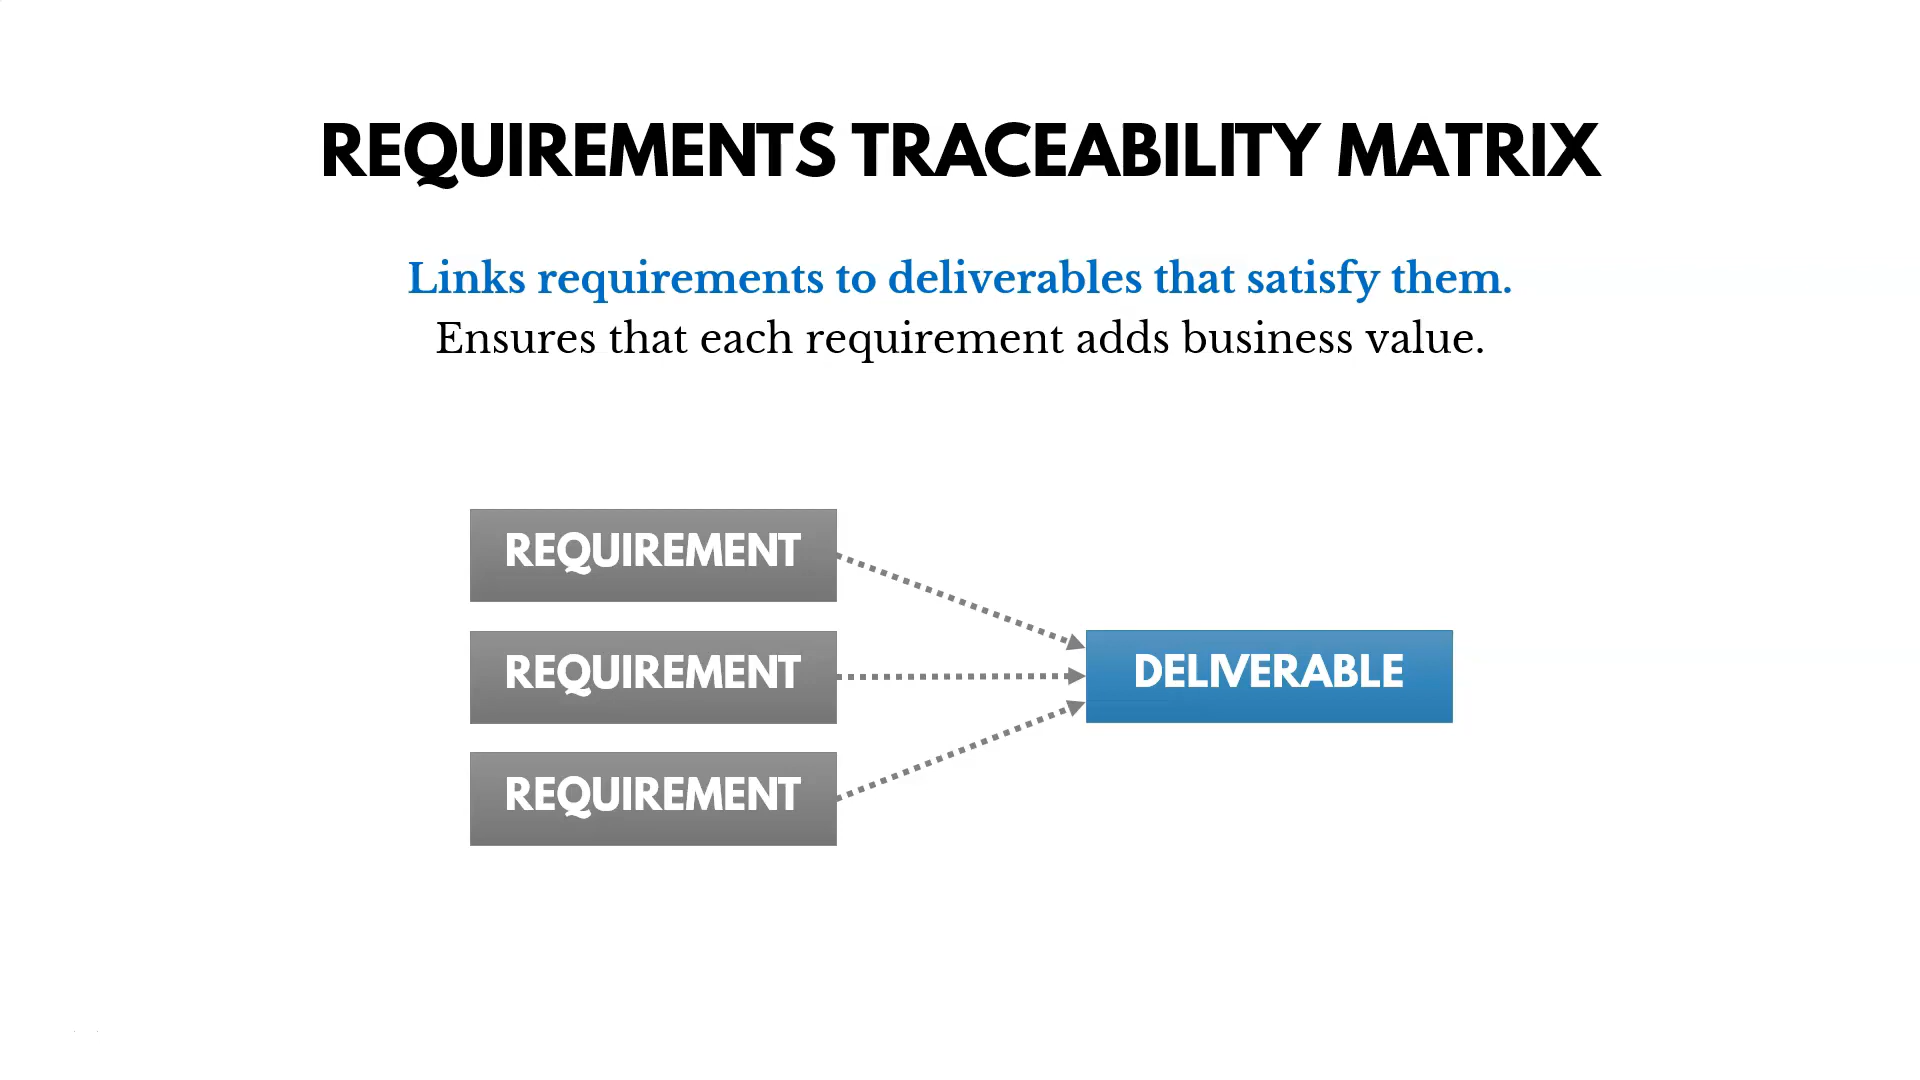 REQUIREMENTS TRACEABILITY MATRIX
Links requirements to deliverables that satisfy them.
Ensures that each requirement adds business value.
REQUIREMENT
REQUIREMENT
DELIVERABLE
REQUIREMENT